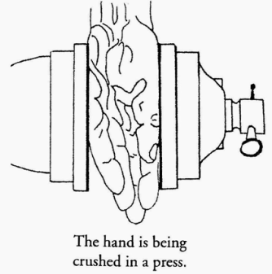 The hand is being
crushed in a press.